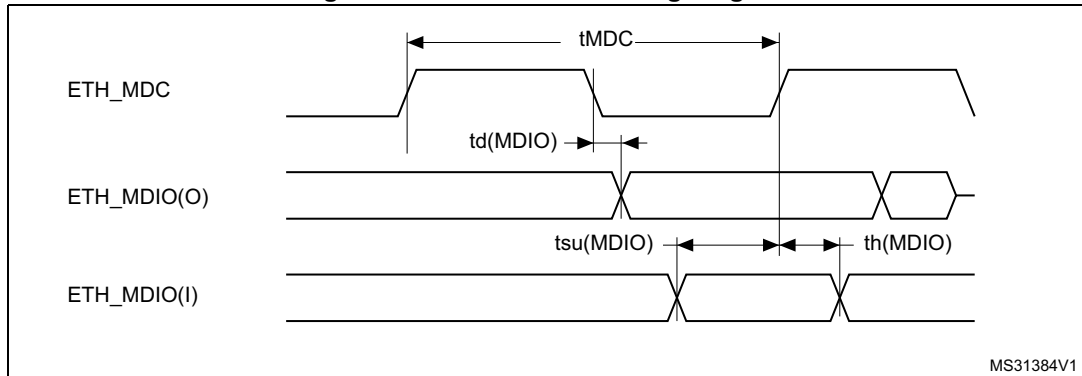 tMDC
ETH_MDC
td(MDIO)
ETH_MDIO(O)
tsu(MDIO)
th(MDIO)
ETH_MDIO(I)
MS31384V1